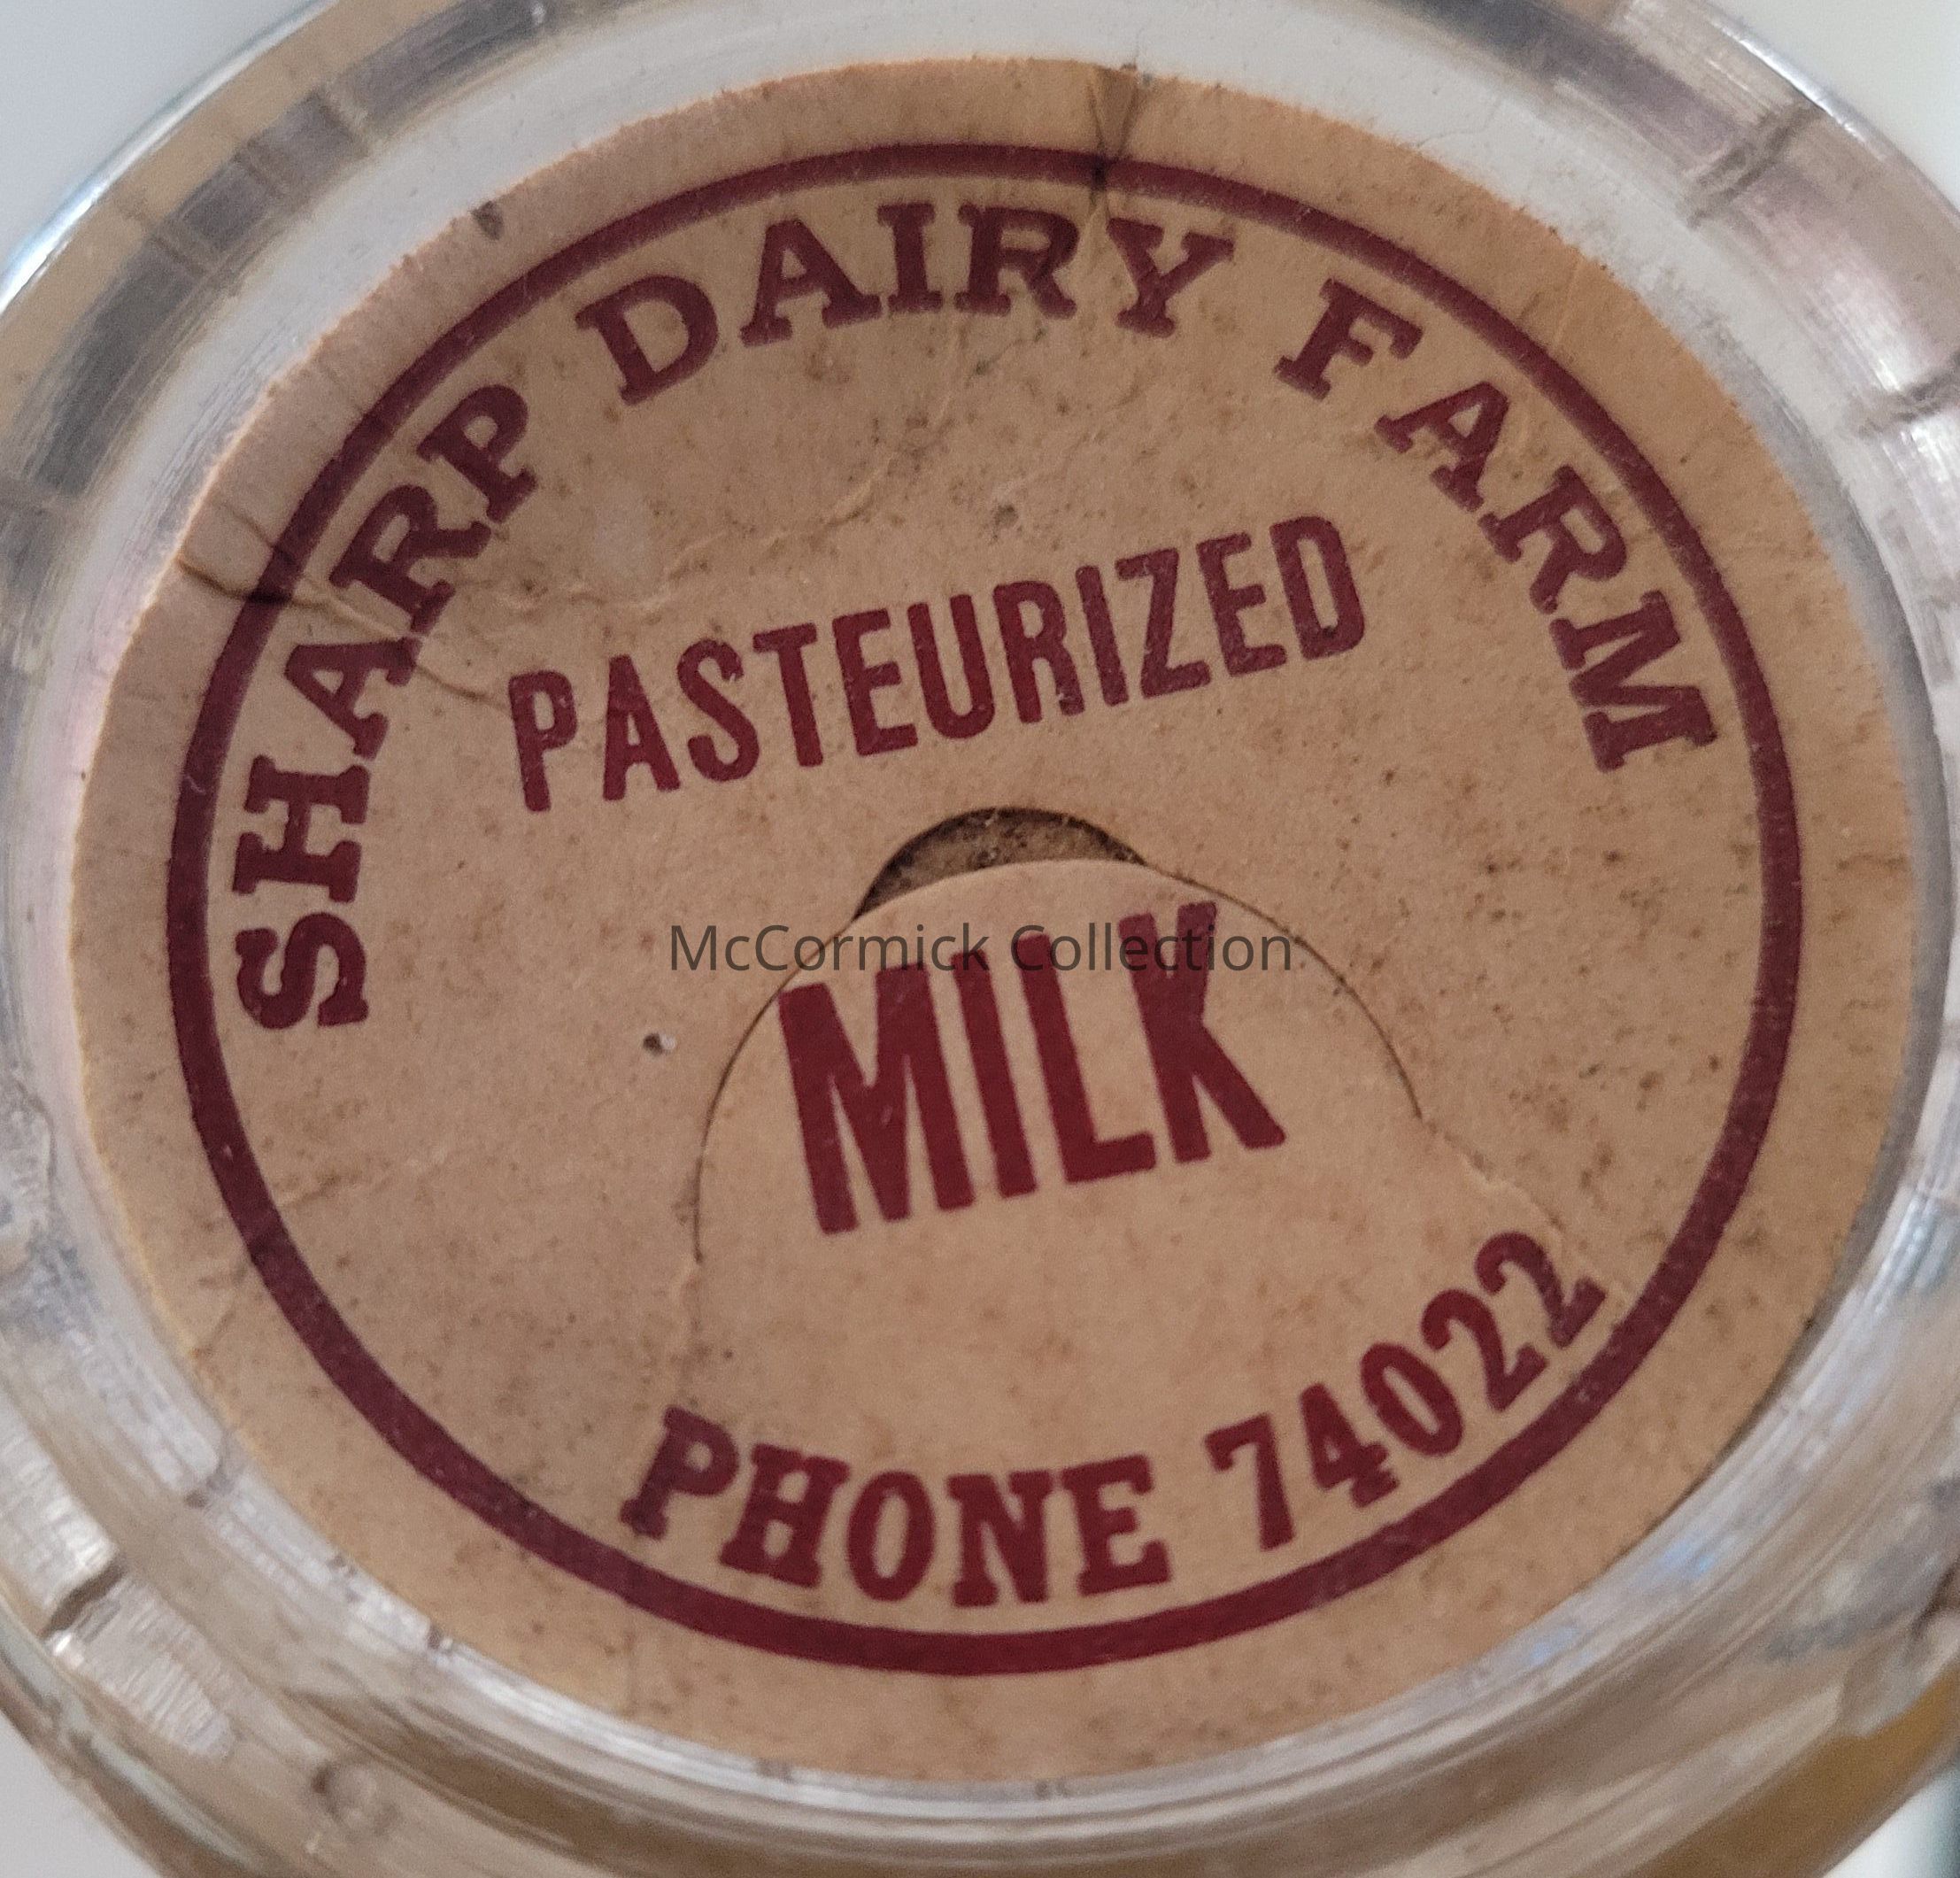 SHARP DAIRY FARM
PASTEURIZED
McCormick Collection
MILK
PHONE 74022